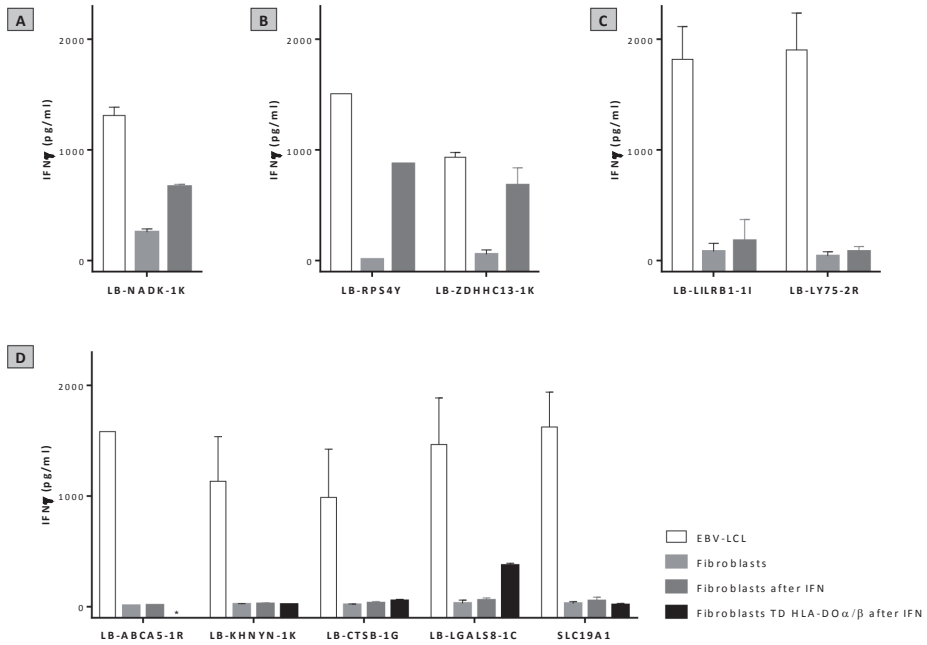 A
B
C
2000
1000
0
IFNγ (pg/ml)
LB-NADK-1K
2000
1000
0
IFNγ (pg/ml)
LB-RPS4Y LB-ZDHHC13-1K
2000
1000
0
IFNγ (pg/ml)
LB-LILRB1-1I LB-LY75-2R
D
2000
1000
0
IFNγ (pg/ml)
*
LB-ABCA5-1R LB-KHNYN-1K LB-CTSB-1G LB-LGALS8-1C SLC19A1
EBV-LCL
Fibroblasts
Fibroblasts after IFN
Fibroblasts TD HLA-DOα/β after IFN